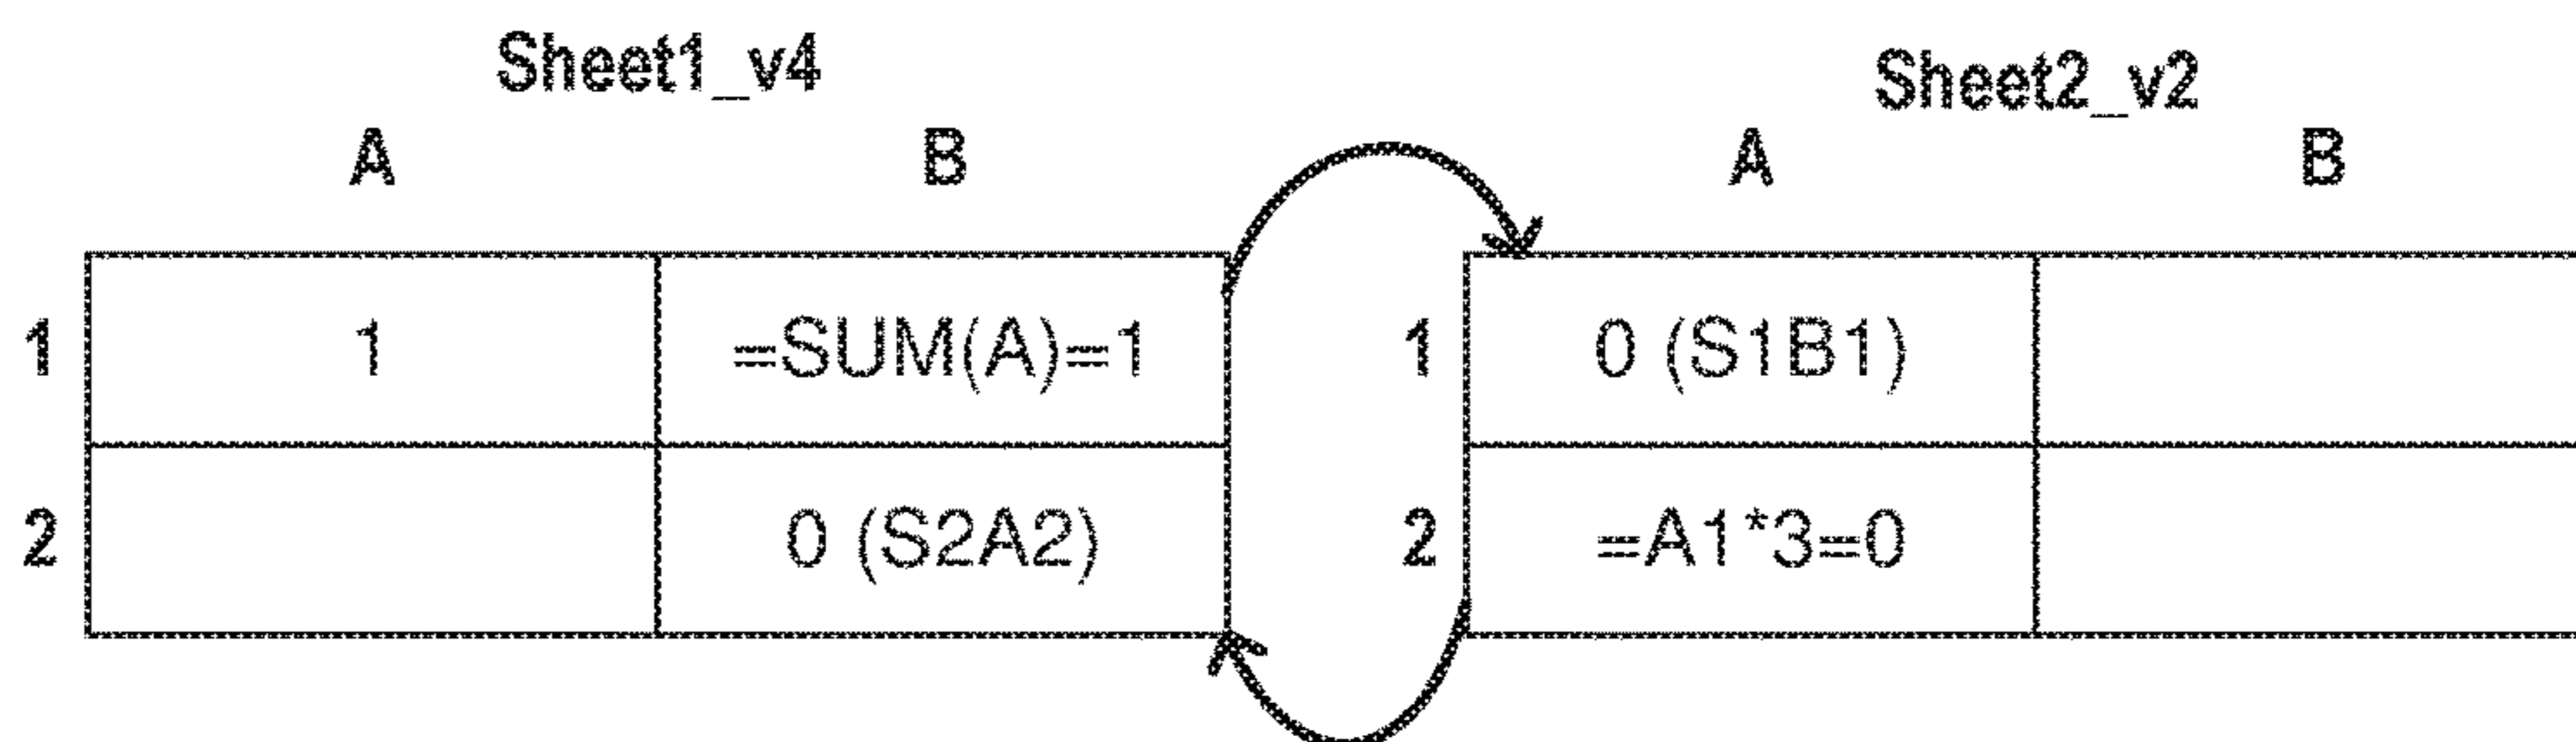 Sheet1_v4 Sheet2_v2
A B A B
1 1 =SUM(A)=1 1 0 (S1B1)
2 0 (S2A2) 2 =A1*3=0